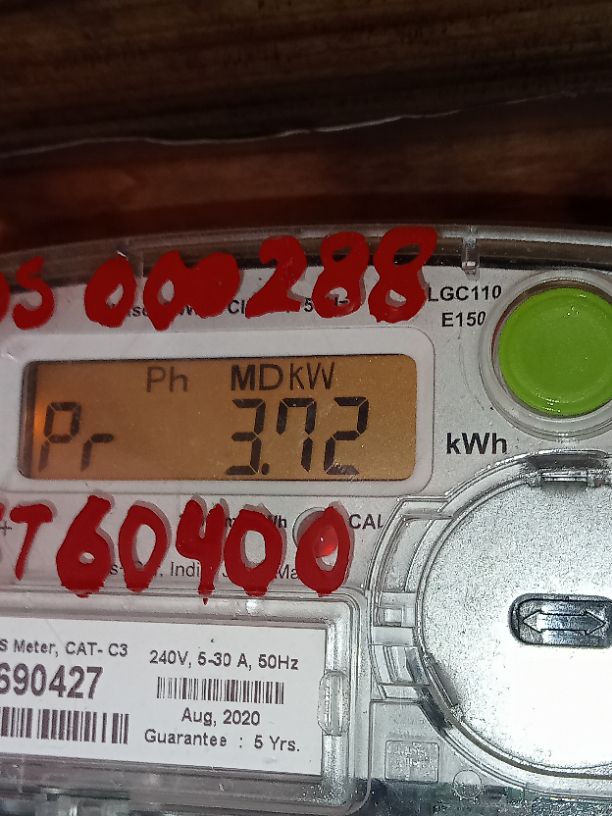 000288
LGC110
E150
Ph MD kW
Pr 3.72
kWh
CAL
T60400
S Meter, CAT- C3
690427
240V, 5-30 A, 50Hz
Aug, 2020
Guarantee : 5 Yrs.